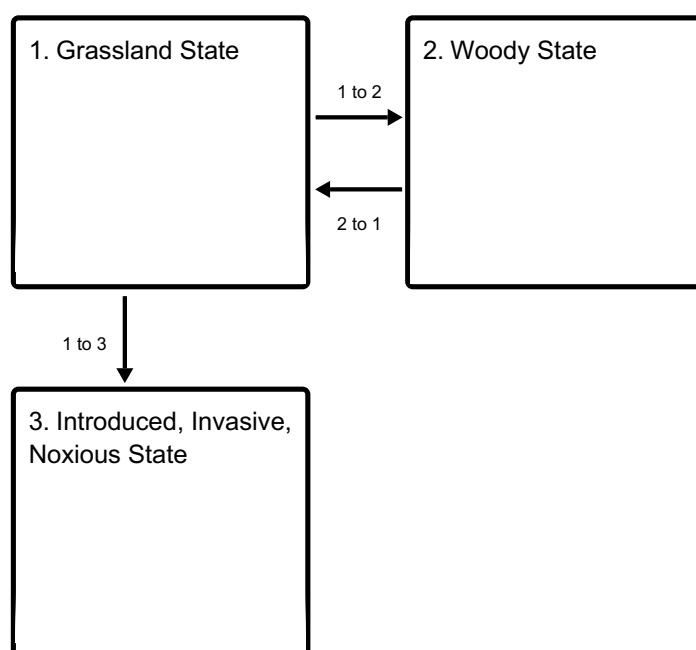 1. Grassland State
2. Woody State
1 to 2
2 to 1
1 to 3
3. Introduced, Invasive,
Noxious State